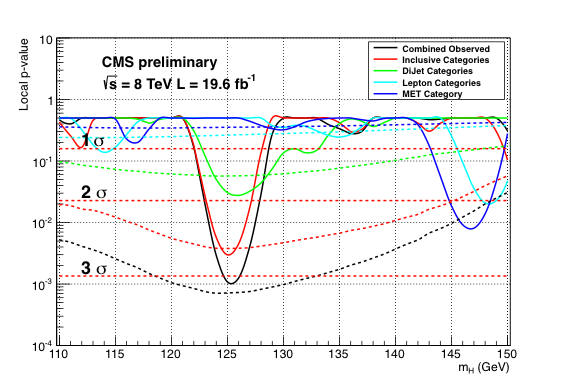 10
1
10-1
10-2
10-3
10-4
Local p-value
CMS preliminary
√s = 8 TeV L = 19.6 fb-1
Combined Observed
Inclusive Categories
DiJet Categories
Lepton Categories
MET Category
1 σ
2 σ
3 σ
110 115 120 125 130 135 140 145 150
mH (GeV)